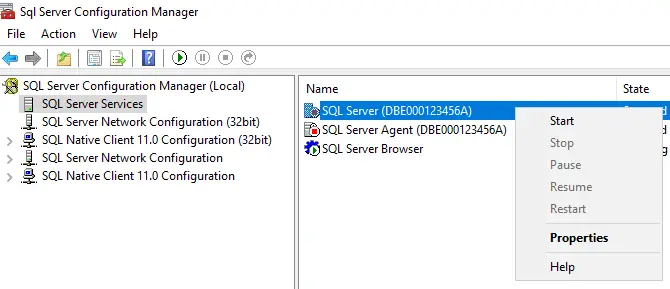 Sql Server Configuration Manager
File Action View Help
SQL Server Configuration Manager (Local)
SQL Server Services
SQL Server Network Configuration (32bit)
SQL Native Client 11.0 Configuration (32bit)
SQL Server Network Configuration
SQL Native Client 11.0 Configuration
Name State
SQL Server (DBE000123456A)
SQL Server Agent (DBE000123456A)
SQL Server Browser
Start
Stop
Pause
Resume
Restart
Properties
Help